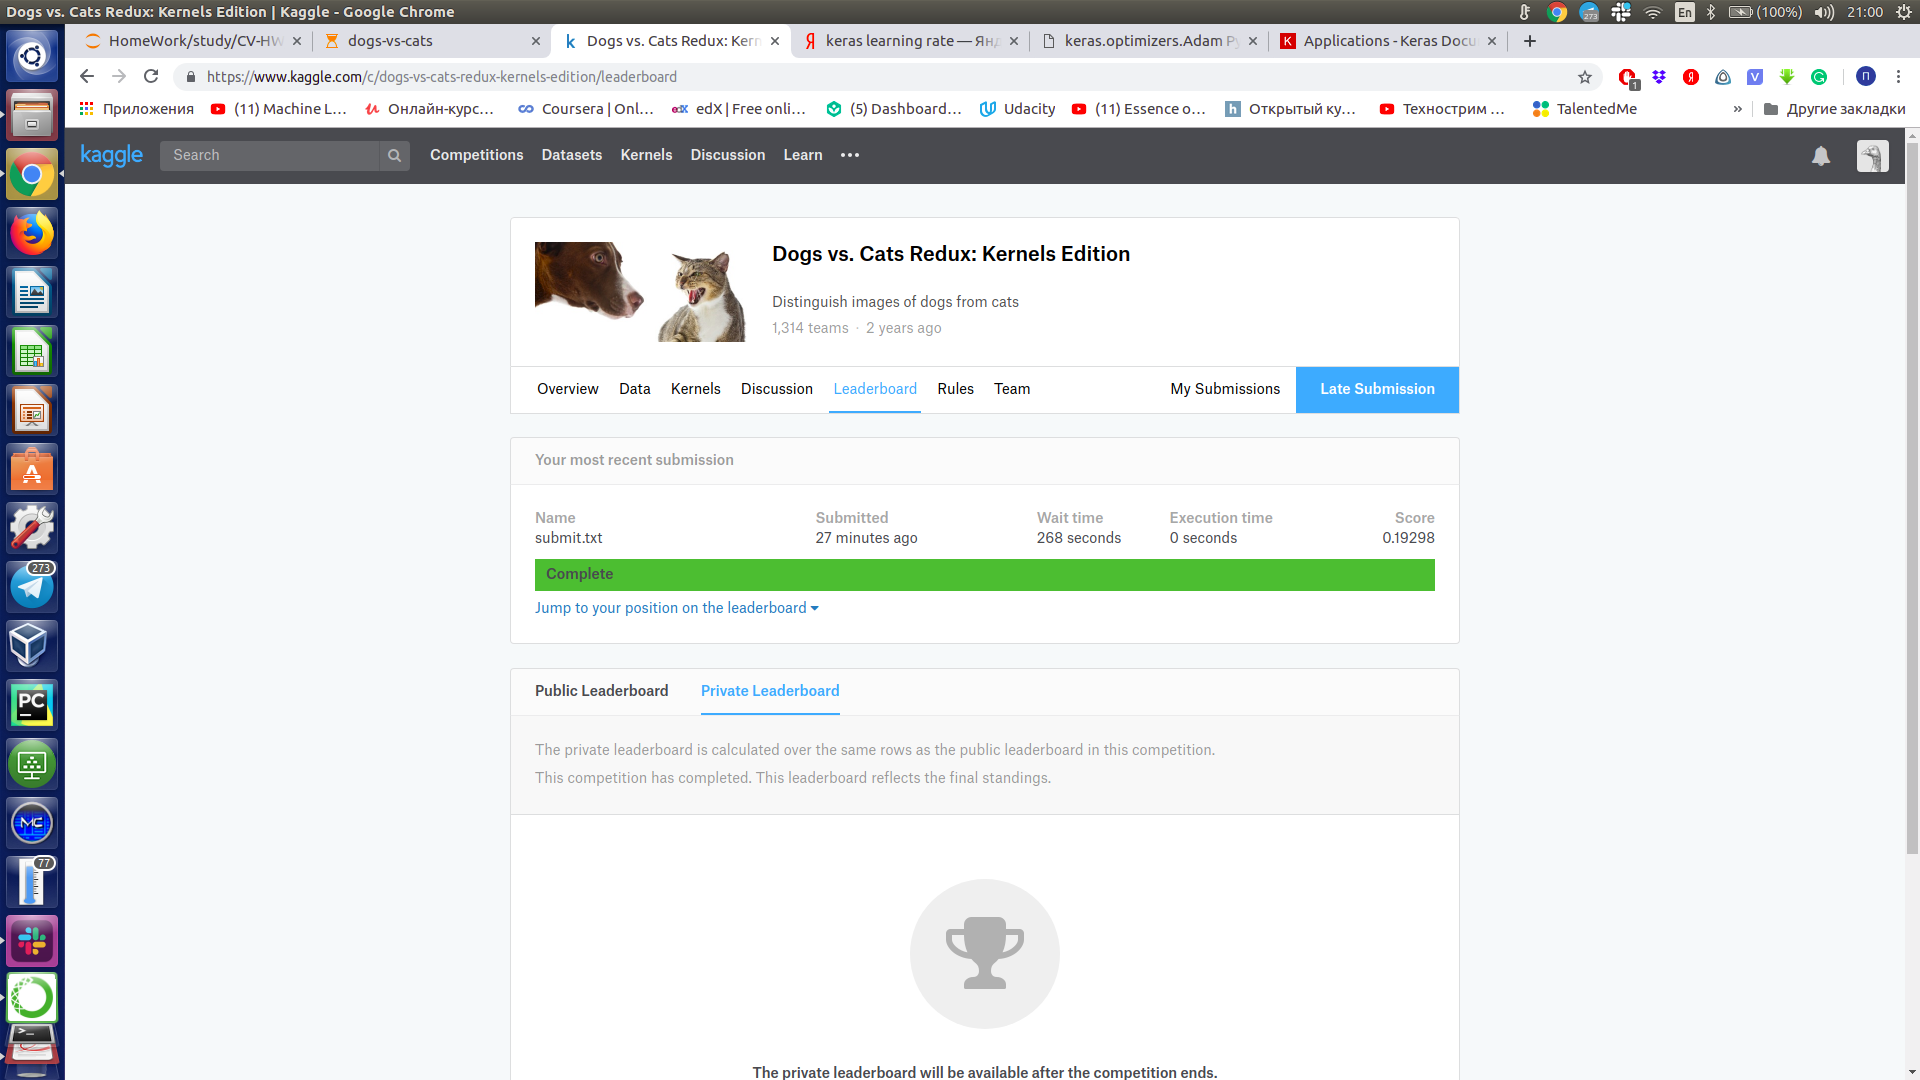 Dogs vs. Cats Redux: Kernels Edition | Kaggle - Google Chrome
273
En
(100%)
21:00
HomeWork/study/CV-HW
dogs-vs-cats
Dogs vs. Cats Redux: Kern
keras learning rate — Янд
keras.optimizers.Adam Py
Applications - Keras Docu
https://www.kaggle.com/c/dogs-vs-cats-redux-kernels-edition/leaderboard
1
П
Приложения
(11) Machine L...
Онлайн-курс...
Coursera | Onl...
edX | Free onli...
(5) Dashboard...
Udacity
(11) Essence o...
Открытый ку...
Технострим ...
TalentedMe
»
Другие закладки
kaggle
Search
Competitions
Datasets
Kernels
Discussion
Learn
Dogs vs. Cats Redux: Kernels Edition
Distinguish images of dogs from cats
1,314 teams · 2 years ago
Overview
Data
Kernels
Discussion
Leaderboard
Rules
Team
My Submissions
Late Submission
Your most recent submission
Name
Submitted
Wait time
Execution time
Score
submit.txt
27 minutes ago
268 seconds
0 seconds
0.19298
Complete
Jump to your position on the leaderboard
Public Leaderboard
Private Leaderboard
The private leaderboard is calculated over the same rows as the public leaderboard in this competition.
This competition has completed. This leaderboard reflects the final standings.
The private leaderboard will be available after the competition ends.
273
PC
MC
77